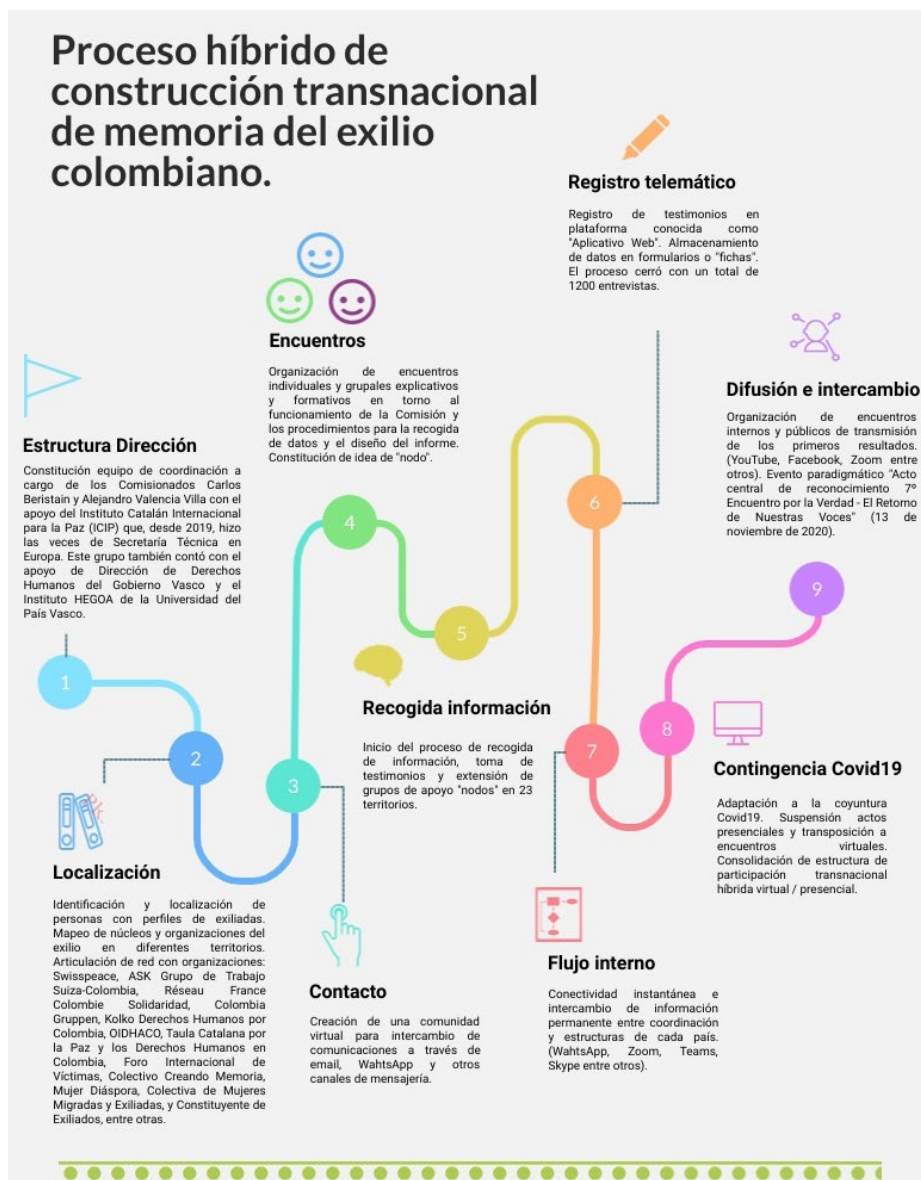 Proceso híbrido de
construcción transnacional
de memoria del exilio
colombiano.
Estructura Dirección
Constitución equipo de coordinación a
cargo de los Comisionados Carlos
Beristain y Alejandro Valencia Villa con el
apoyo del Instituto Catalán Internacional
para la Paz (ICIP) que, desde 2019, hizo
las veces de Secretaría Técnica en
Europa. Este grupo también contó con el
apoyo de Dirección de Derechos
Humanos del Gobierno Vasco y el
Instituto HEGOA de la Universidad del
País Vasco.
1
2
Localización
Identificación y localización de
personas con perfiles de exiliadas.
Mapeo de núcleos y organizaciones del
exilio en diferentes territorios.
Articulación de red con organizaciones:
Swisspeace, ASK Grupo de Trabajo
Suiza-Colombia, Réseau France
Colombie Solidaridad, Colombia
Gruppen, Kolko Derechos Humanos por
Colombia, OIDHACO, Taula Catalana por
la Paz y los Derechos Humanos en
Colombia, Foro Internacional de
Víctimas, Colectivo Creando Memoria,
Mujer Diáspora, Colectiva de Mujeres
Migradas y Exiliadas, y Constituyente de
Exiliados, entre otras.
3
Contacto
Creación de una comunidad
virtual para intercambio de
comunicaciones a través de
email, WahtsApp y otros
canales de mensajería.
Encuentros
Organización de encuentros
individuales y grupales explicativos
y formativos en torno al
funcionamiento de la Comisión y
los procedimientos para la recogida
de datos y el diseño del informe.
Constitución de idea de "nodo".
4
5
Recogida información
Inicio del proceso de recogida
de información, toma de
testimonios y extensión de
grupos de apoyo "nodos" en 23
territorios.
Registro telemático
Registro de testimonios en
plataforma conocida como
"Aplicativo Web". Almacenamiento
de datos en formularios o "fichas".
El proceso cerró con un total de
1200 entrevistas.
6
7
Flujo interno
Conectividad instantánea e
intercambio de información
permanente entre coordinación
y estructuras de cada país.
(WahtsApp, Zoom, Teams,
Skype entre otros).
8
Contingencia Covid19
Adaptación a la coyuntura
Covid19. Suspensión actos
presenciales y transposición a
encuentros virtuales.
Consolidación de estructura de
participación transnacional
híbrida virtual / presencial.
Difusión e intercambio
Organización de encuentros
internos y públicos de transmisión
de los primeros resultados.
(YouTube, Facebook, Zoom entre
otros). Evento paradigmático "Acto
central de reconocimiento 7º
Encuentro por la Verdad - El Retorno
de Nuestras Voces" (13 de
noviembre de 2020).
9